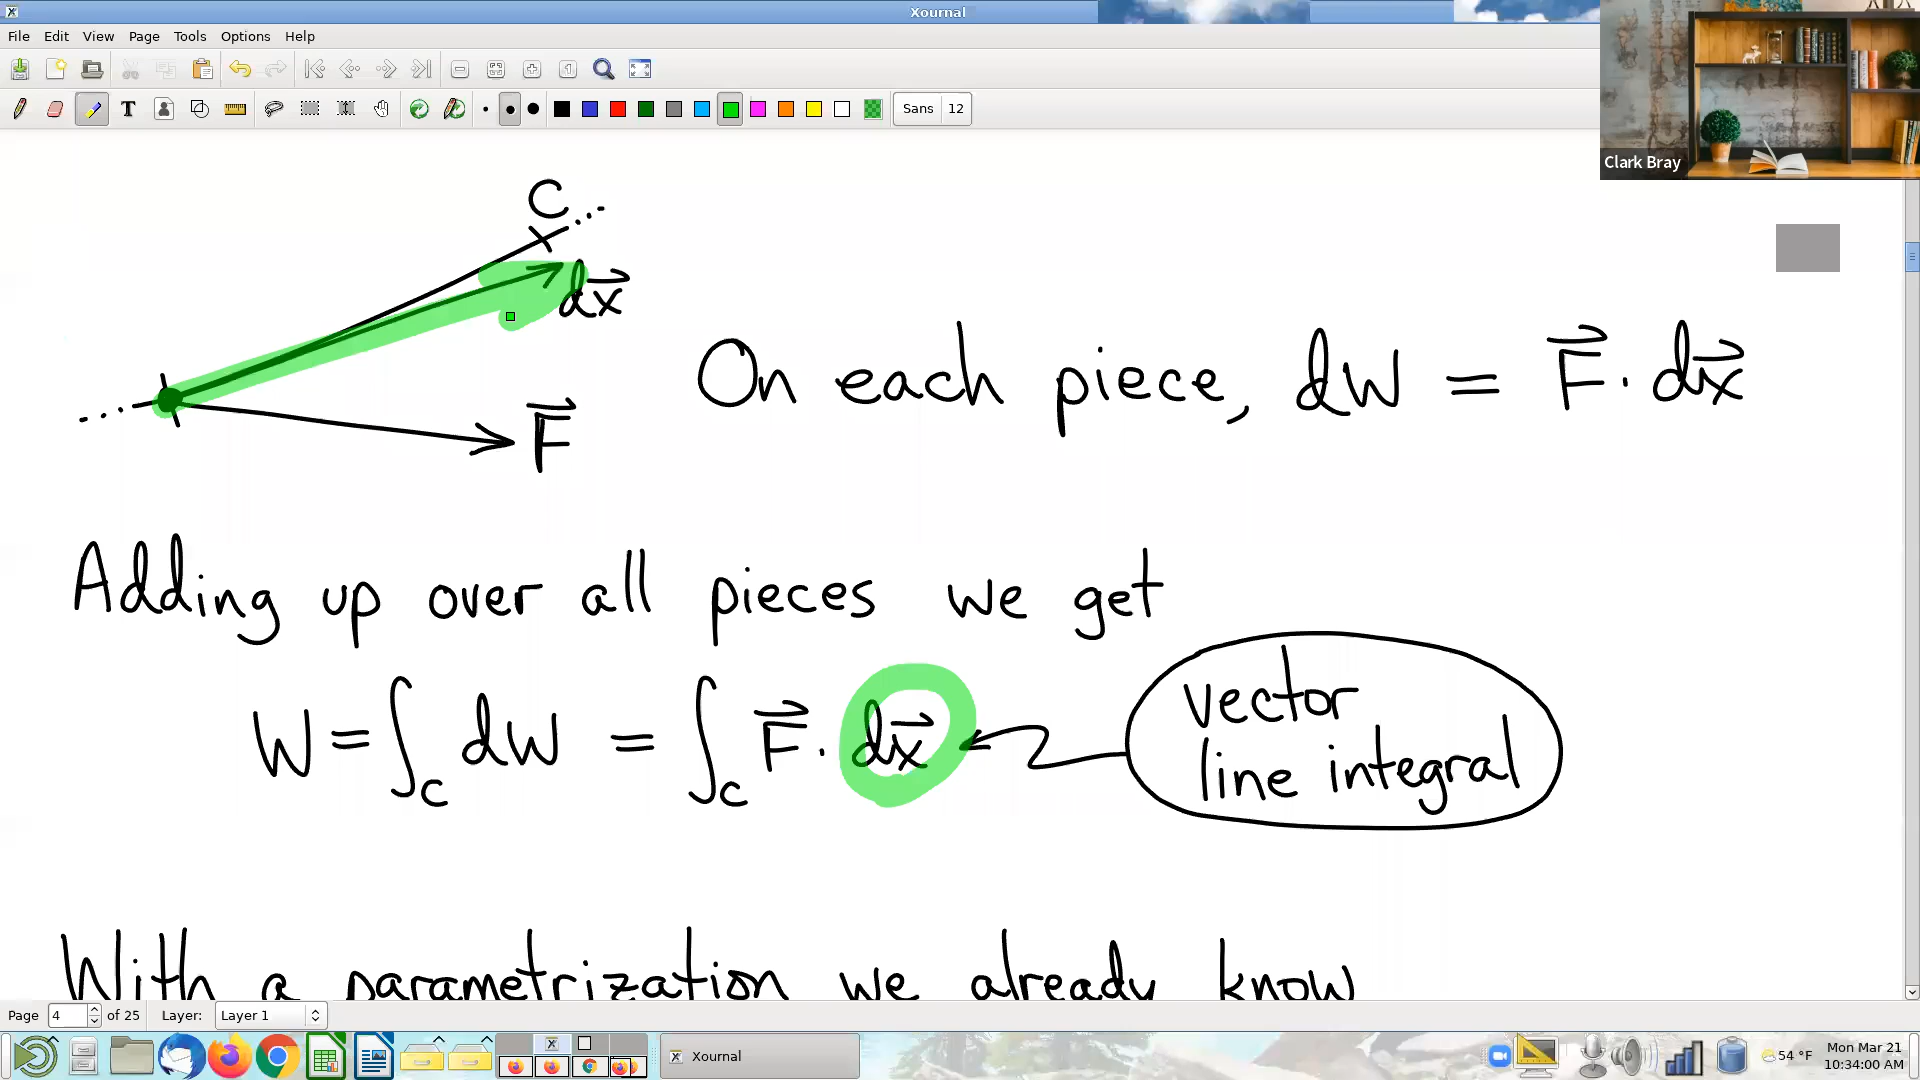 Xournal
File Edit View Page Tools Options Help
Sans 12
Clark Bray
C
dx⃗
F⃗
On each piece, dW = F⃗ · dx⃗
Adding up over all pieces we get
W = ∫_C dW = ∫_C F⃗ · dx⃗
vector
line integral
With a parametrization we already know
Page 4 of 25 Layer: Layer 1
Xournal
54 °F
Mon Mar 21
10:34:00 AM